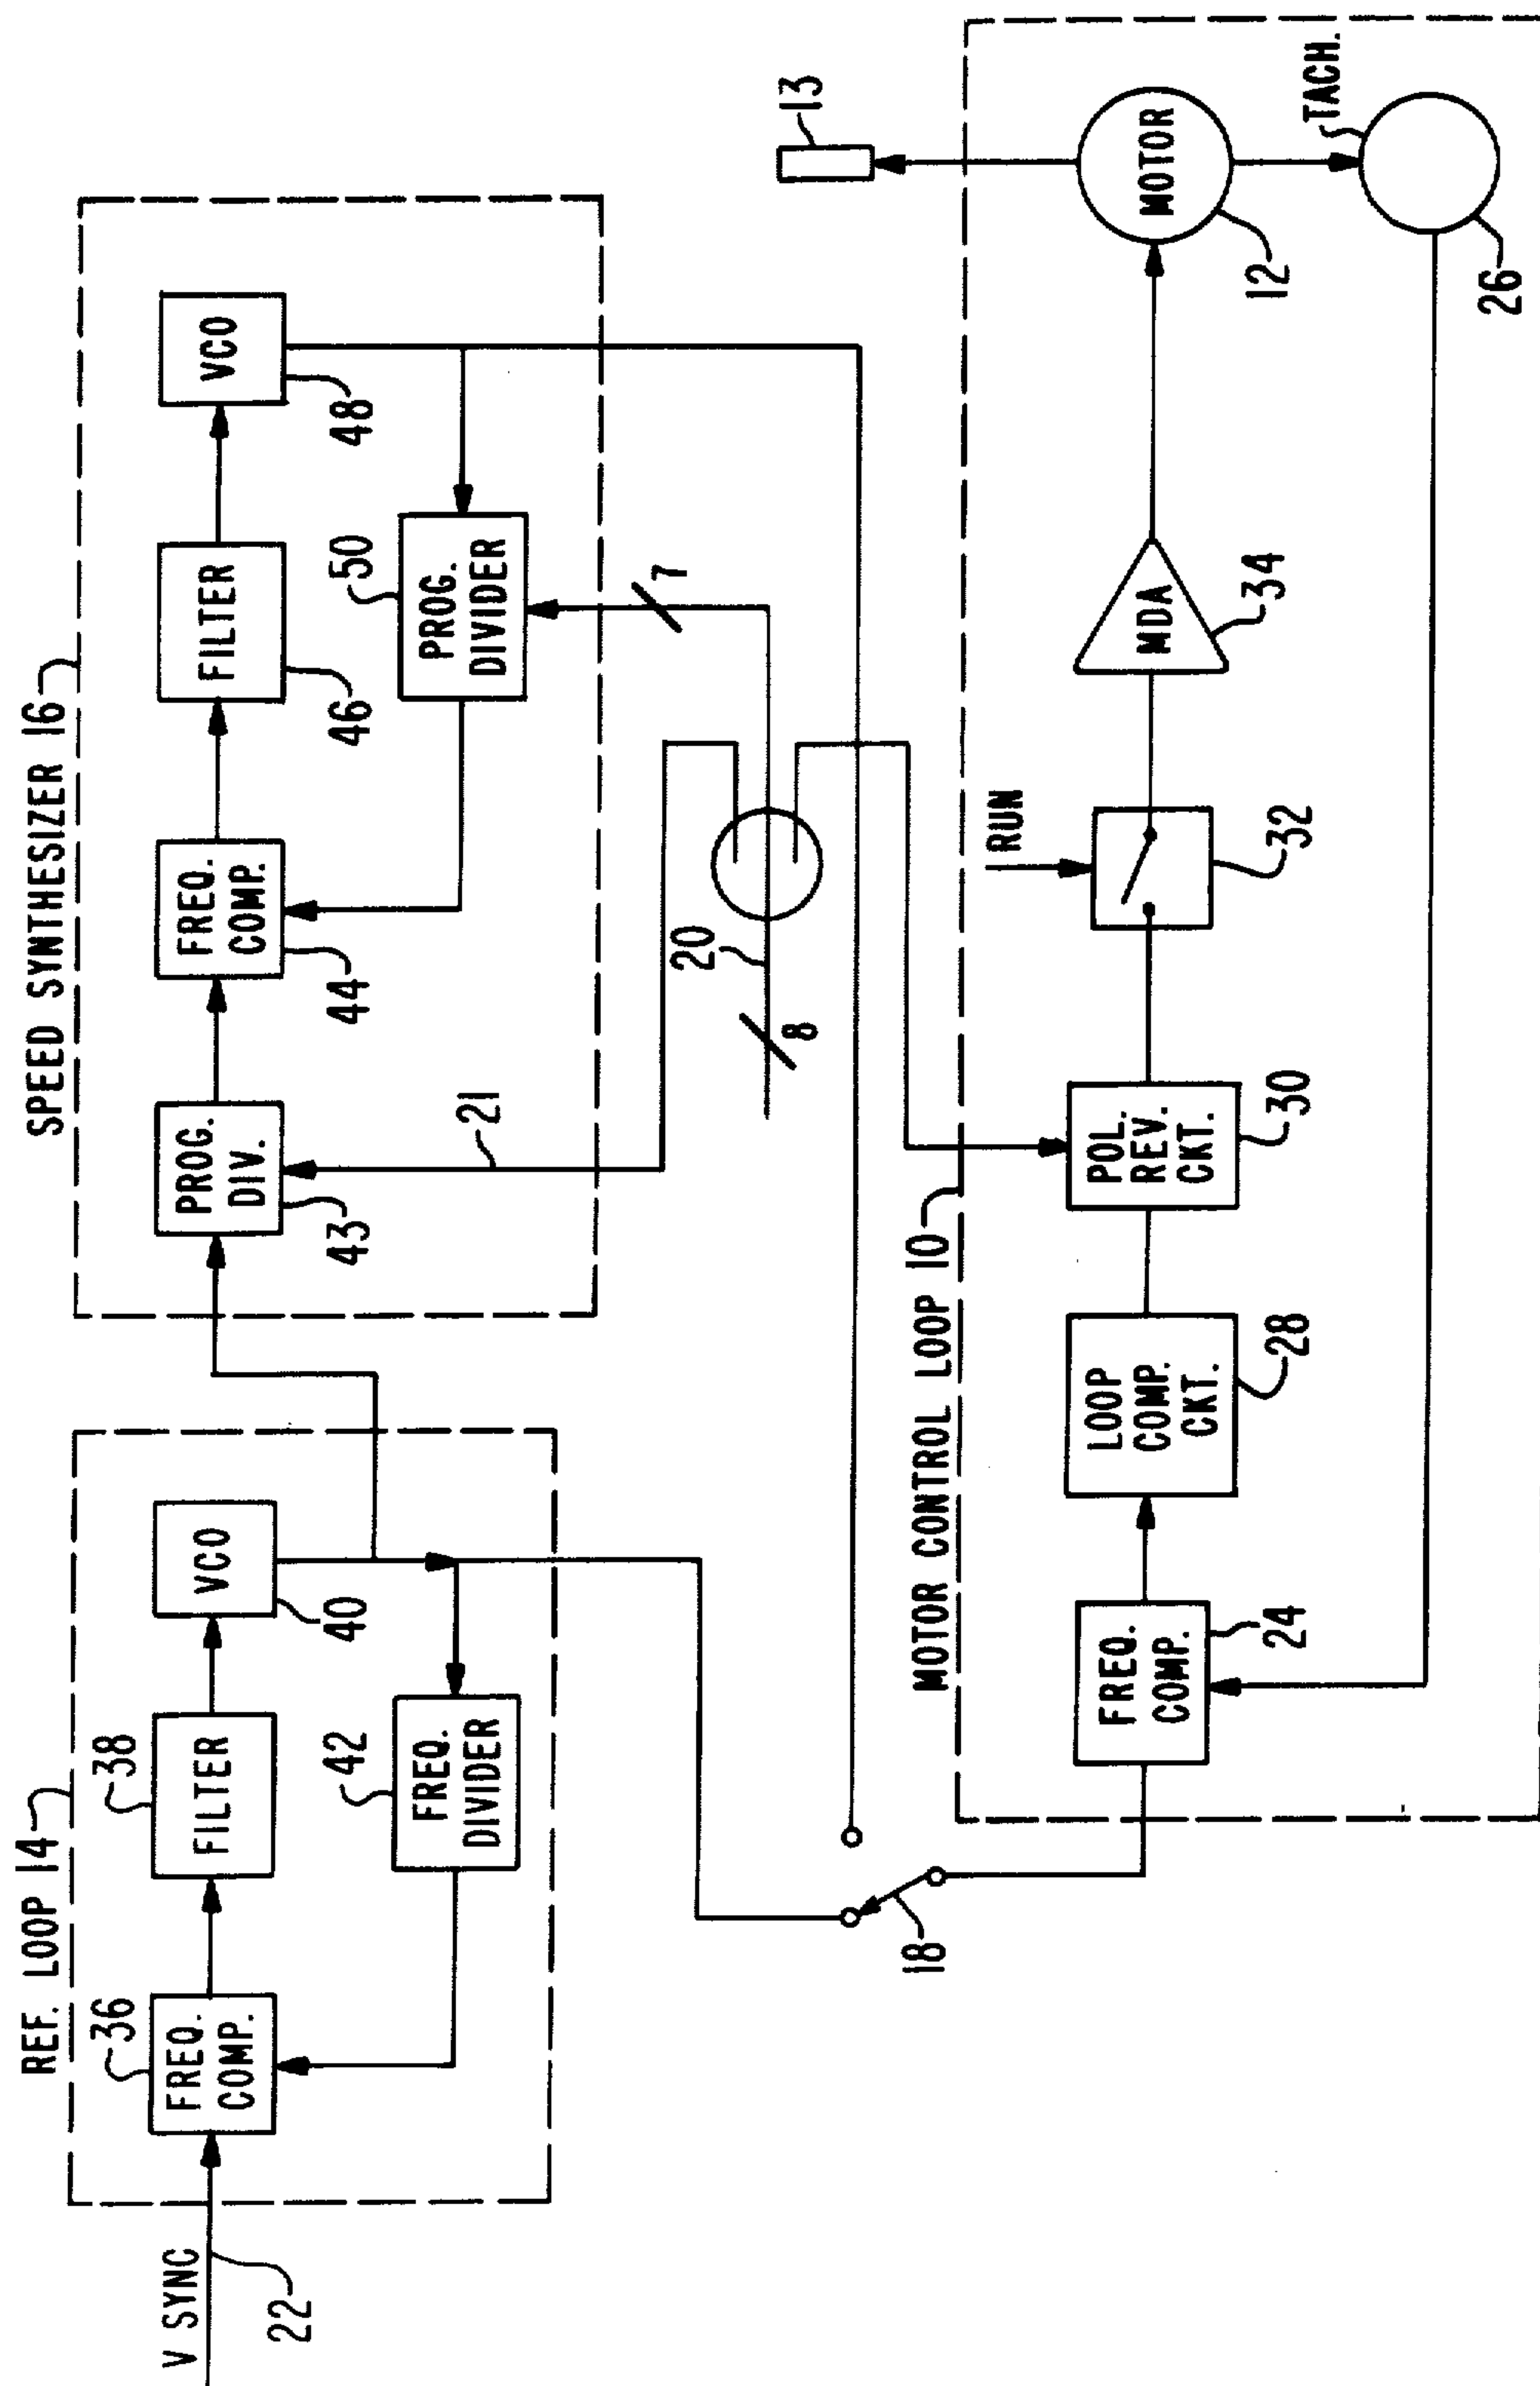 REF. LOOP 14
SPEED SYNTHESIZER 16
V SYNC
22
FREQ.
COMP.
36
FILTER
38
VCO
40
FREQ.
DIVIDER
42
PROG.
DIV.
43
FREQ.
COMP.
44
FILTER
46
VCO
48
PROG.
DIVIDER
50
21
20
8
7
18
13
MOTOR CONTROL LOOP 10
FREQ.
COMP.
24
LOOP
COMP.
CKT.
28
POL.
REV.
CKT.
30
RUN
32
MDA
34
MOTOR
12
TACH.
26